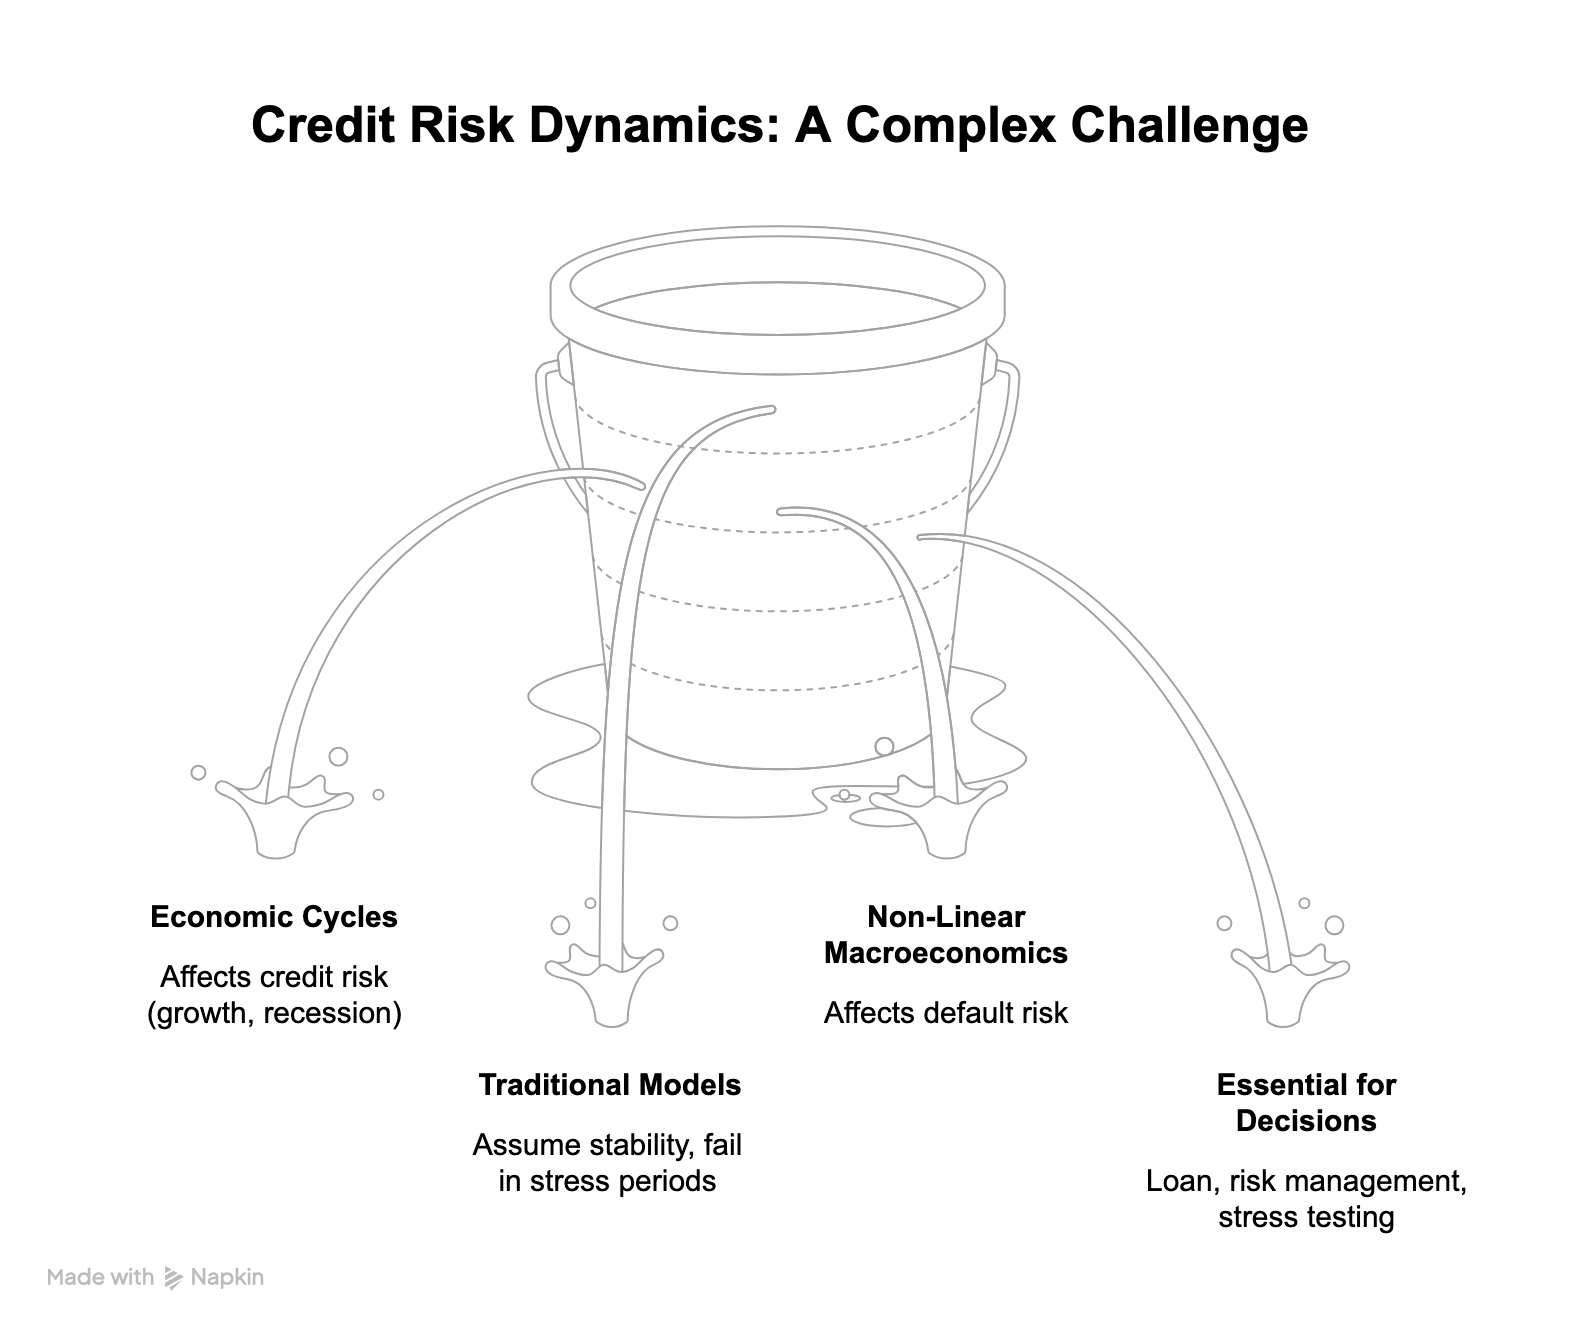 Credit Risk Dynamics: A Complex Challenge
Economic Cycles
Affects credit risk
(growth, recession)
Traditional Models
Assume stability, fail
in stress periods
Non-Linear
Macroeconomics
Affects default risk
Essential for
Decisions
Loan, risk management,
stress testing
Made with Napkin